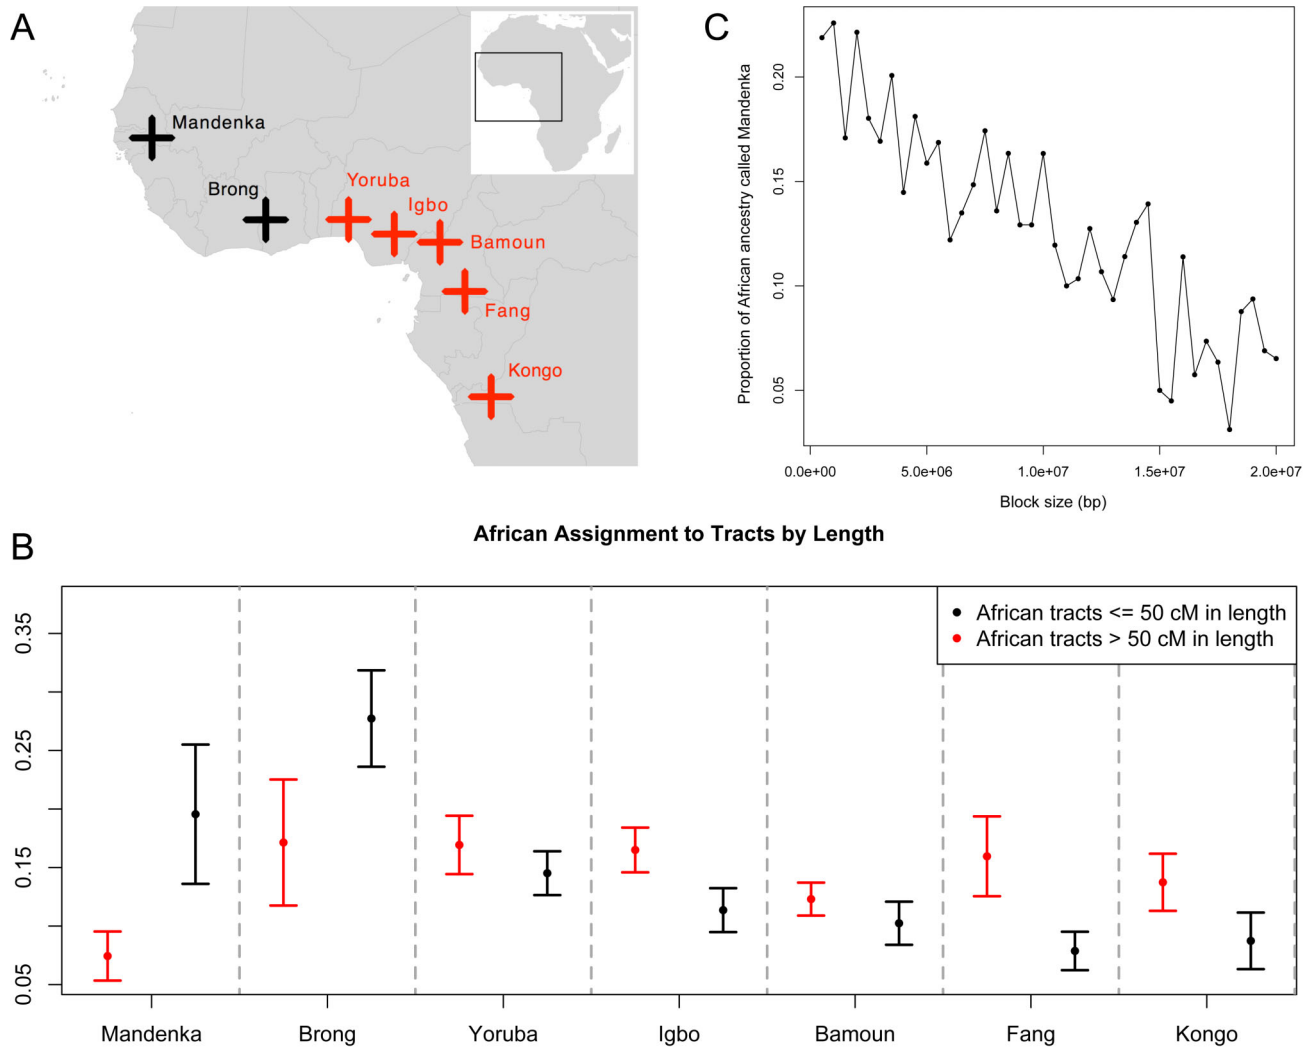 A
Mandenka
Brong
Yoruba
Igbo
Bamoun
Fang
Kongo
C
Proportion of African ancestry called Mandenka
0.20
0.15
0.10
0.05
0.0e+00 5.0e+06 1.0e+07 1.5e+07 2.0e+07
Block size (bp)
B
African Assignment to Tracts by Length
African tracts <= 50 cM in length
African tracts > 50 cM in length
0.35
0.25
0.15
0.05
Mandenka Brong Yoruba Igbo Bamoun Fang Kongo